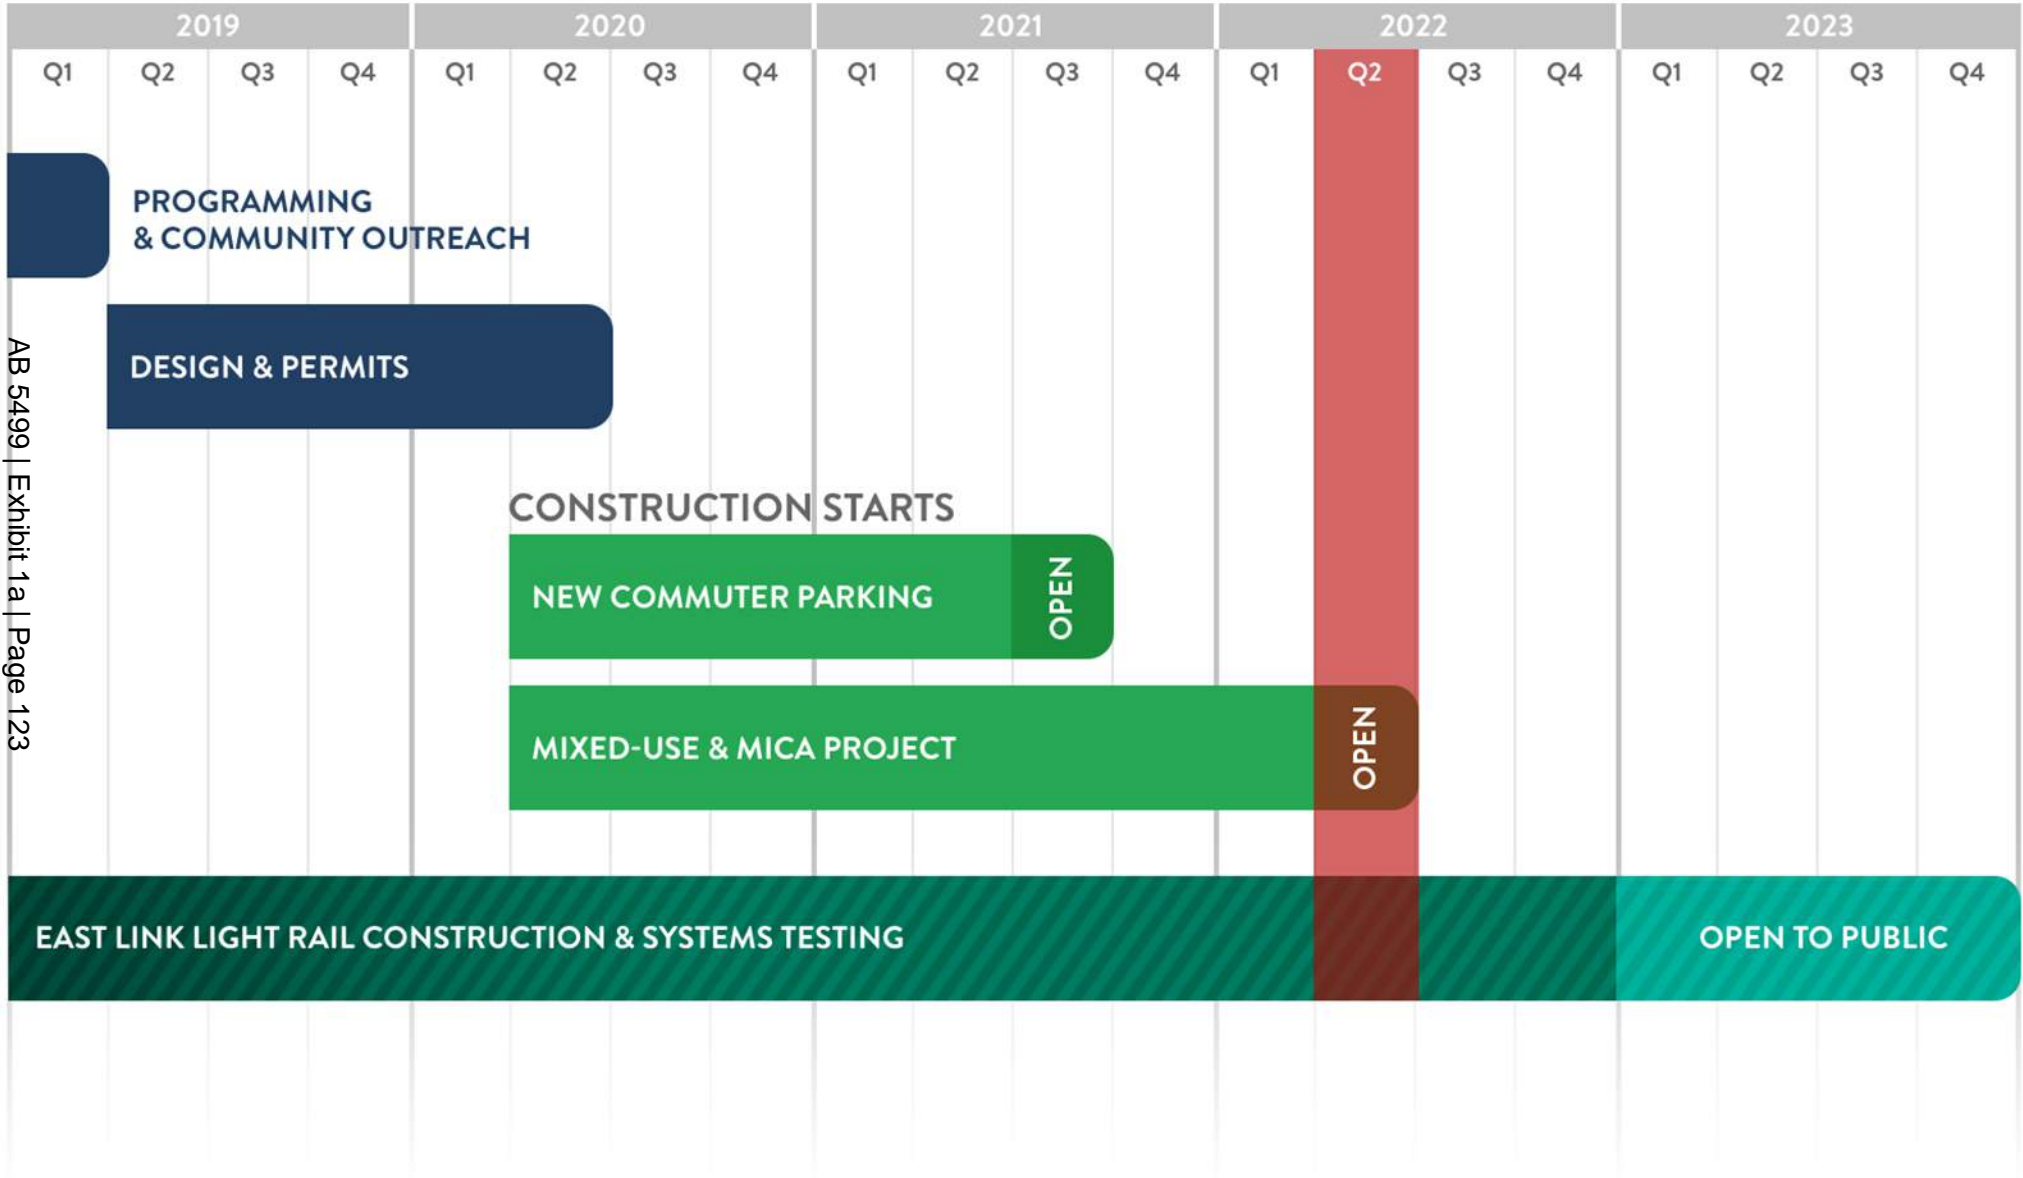 2019 2020 2021 2022 2023
Q1 Q2 Q3 Q4 Q1 Q2 Q3 Q4 Q1 Q2 Q3 Q4 Q1 Q2 Q3 Q4 Q1 Q2 Q3 Q4
PROGRAMMING
& COMMUNITY OUTREACH
DESIGN & PERMITS
CONSTRUCTION STARTS
NEW COMMUTER PARKING OPEN
MIXED-USE & MICA PROJECT OPEN
EAST LINK LIGHT RAIL CONSTRUCTION & SYSTEMS TESTING OPEN TO PUBLIC
AB 5499 | Exhibit 1a | Page 123